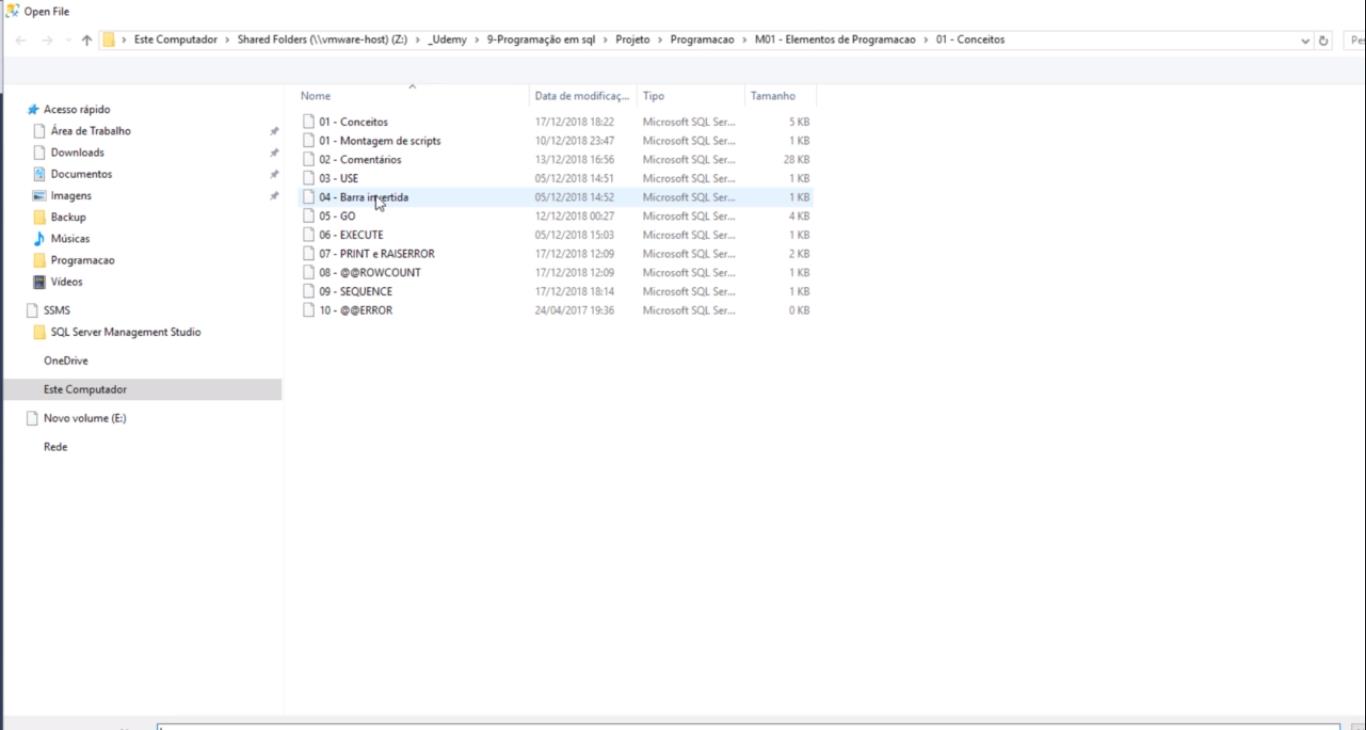 Open File
Este Computador > Shared Folders (\\vmware-host) (Z:) > _Udemy > 9-Programação em sql > Projeto > Programacao > M01 - Elementos de Programacao > 01 - Conceitos
Nome Data de modificaç... Tipo Tamanho
01 - Conceitos 17/12/2018 18:22 Microsoft SQL Ser... 5 KB
01 - Montagem de scripts 10/12/2018 23:47 Microsoft SQL Ser... 1 KB
02 - Comentários 13/12/2018 16:56 Microsoft SQL Ser... 28 KB
03 - USE 05/12/2018 14:51 Microsoft SQL Ser... 1 KB
04 - Barra invertida 05/12/2018 14:52 Microsoft SQL Ser... 1 KB
05 - GO 12/12/2018 00:27 Microsoft SQL Ser... 4 KB
06 - EXECUTE 05/12/2018 15:03 Microsoft SQL Ser... 1 KB
07 - PRINT e RAISERROR 17/12/2018 12:09 Microsoft SQL Ser... 2 KB
08 - @@ROWCOUNT 17/12/2018 12:09 Microsoft SQL Ser... 1 KB
09 - SEQUENCE 17/12/2018 18:14 Microsoft SQL Ser... 1 KB
10 - @@ERROR 24/04/2017 19:36 Microsoft SQL Ser... 0 KB
Acesso rápido
Área de Trabalho
Downloads
Documentos
Imagens
Backup
Músicas
Programacao
Vídeos
SSMS
SQL Server Management Studio
OneDrive
Este Computador
Novo volume (E:)
Rede